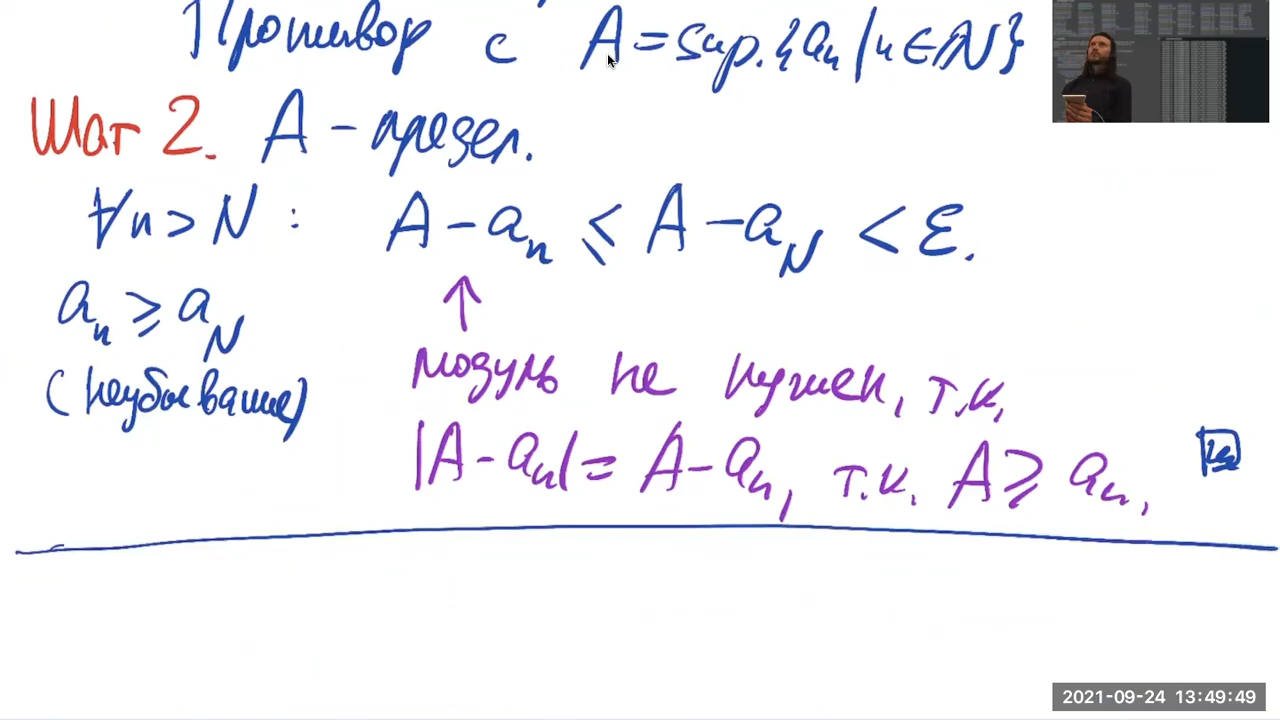 Противор с A = sup. {aₙ | n ∈ ℕ}
Шаг 2. A – предел.
∀n > N : A – aₙ ⩽ A – a_N < ε.
aₙ ⩾ a_N
(неубывание)
↑
модуль не нужен, т.к.
|A – aₙ| = A – aₙ, т.к. A ⩾ aₙ.
2021-09-24 13:49:49